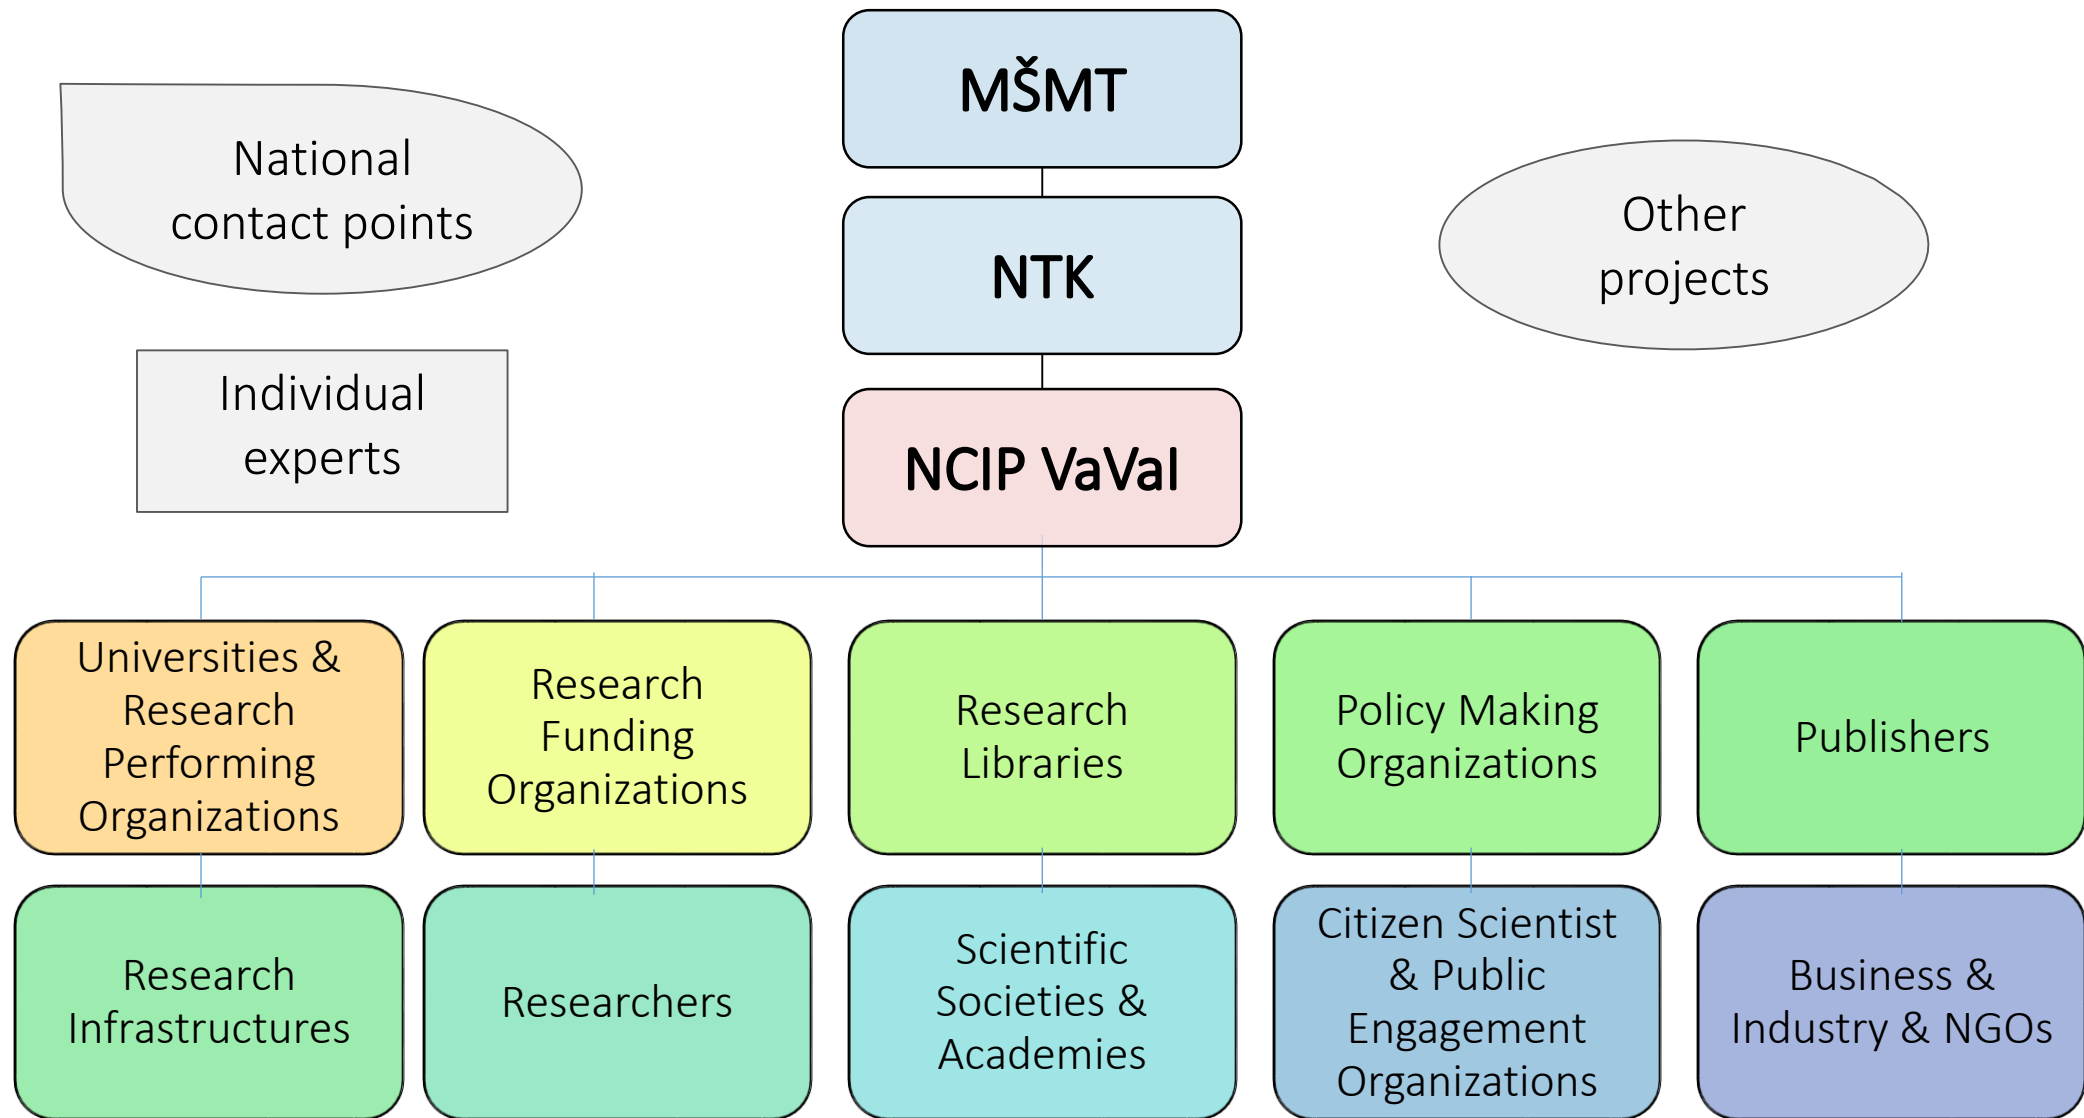 MŠMT
National
contact points
Other
projects
NTK
Individual
experts
NCIP VaVaI
Universities &
Research
Performing
Organizations
Research
Funding
Organizations
Research
Libraries
Policy Making
Organizations
Publishers
Research
Infrastructures
Researchers
Scientific
Societies &
Academies
Citizen Scientist
& Public
Engagement
Organizations
Business &
Industry & NGOs